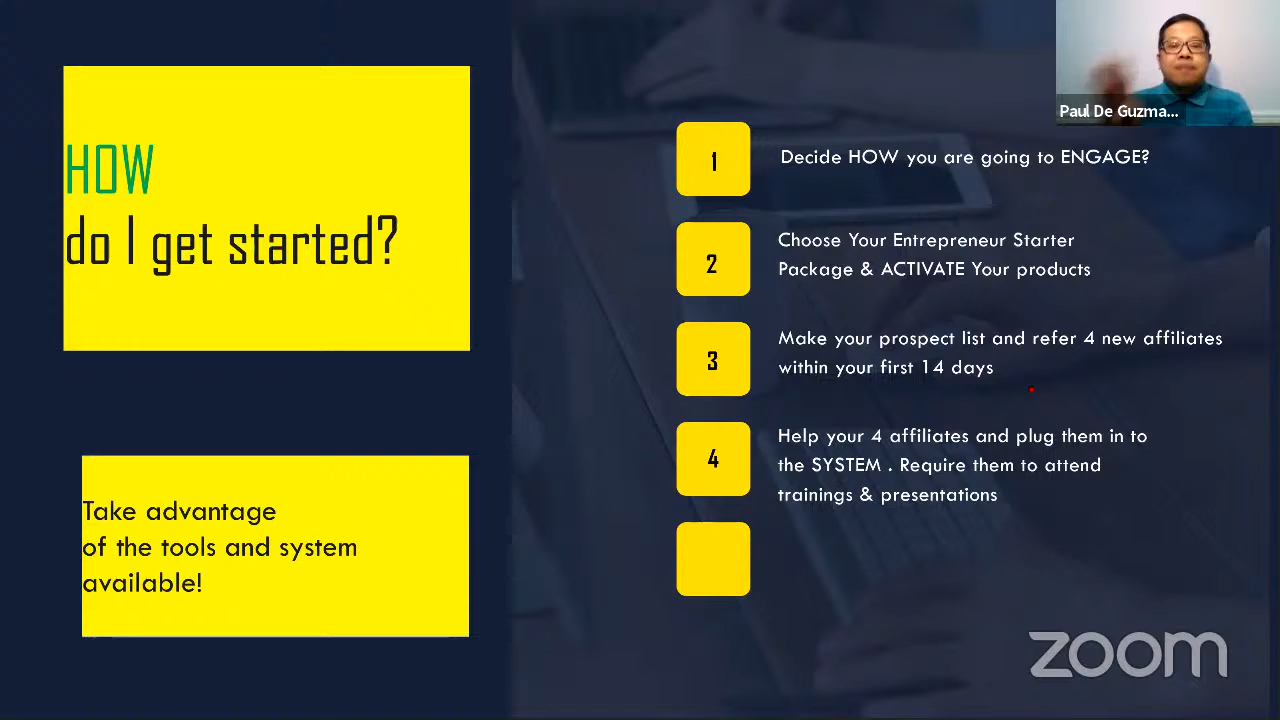 HOW
do I get started?
Take advantage
of the tools and system
available!
1
Decide HOW you are going to ENGAGE?
2
Choose Your Entrepreneur Starter
Package & ACTIVATE Your products
3
Make your prospect list and refer 4 new affiliates
within your first 14 days
4
Help your 4 affiliates and plug them in to
the SYSTEM . Require them to attend
trainings & presentations
Paul De Guzma...
zoom